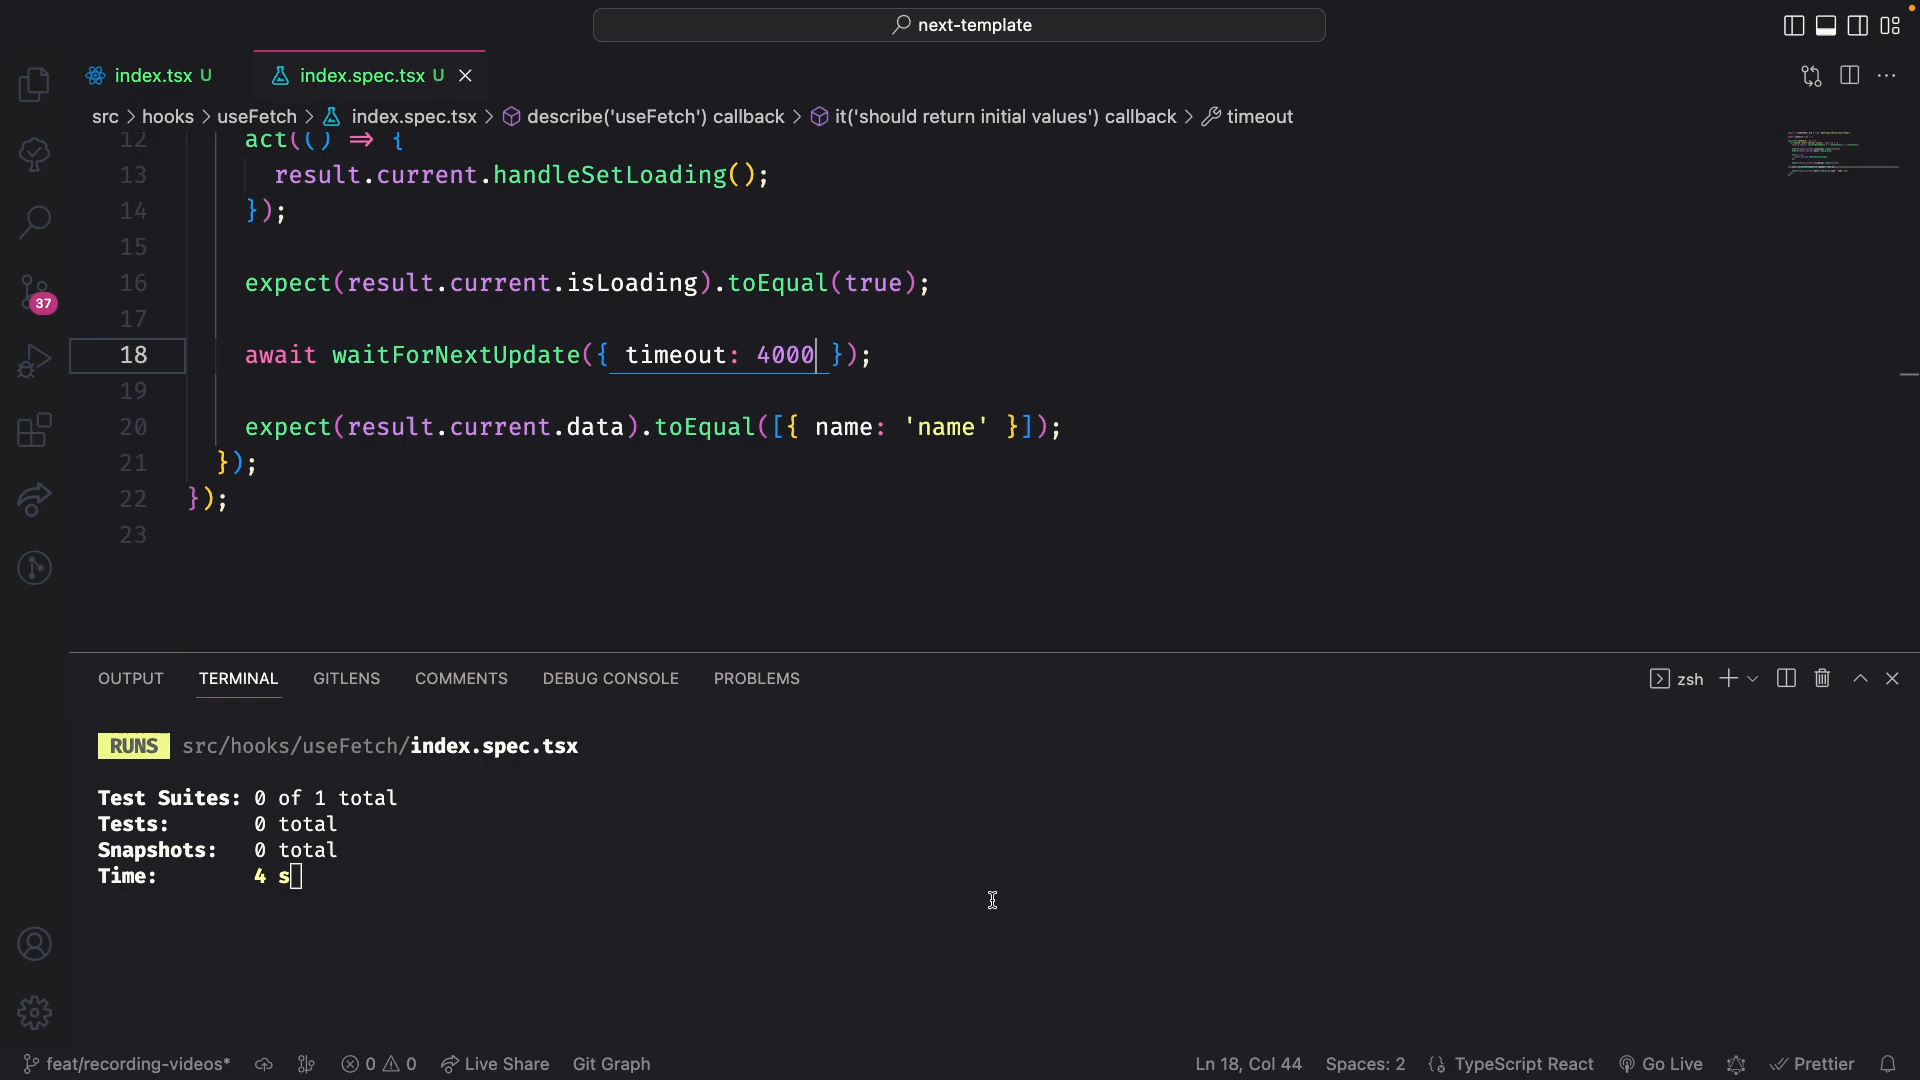 next-template
index.tsx U
index.spec.tsx U
src > hooks > useFetch > index.spec.tsx > describe('useFetch') callback > it('should return initial values') callback > timeout
12 act(() => {
13 result.current.handleSetLoading();
14 });
15
16 expect(result.current.isLoading).toEqual(true);
17
18 await waitForNextUpdate({ timeout: 4000 });
19
20 expect(result.current.data).toEqual([{ name: 'name' }]);
21 });
22 });
23
37
OUTPUT TERMINAL GITLENS COMMENTS DEBUG CONSOLE PROBLEMS
zsh
RUNS src/hooks/useFetch/index.spec.tsx
Test Suites: 0 of 1 total
Tests: 0 total
Snapshots: 0 total
Time: 4 s
feat/recording-videos* 0 0 Live Share Git Graph Ln 18, Col 44 Spaces: 2 TypeScript React Go Live Prettier